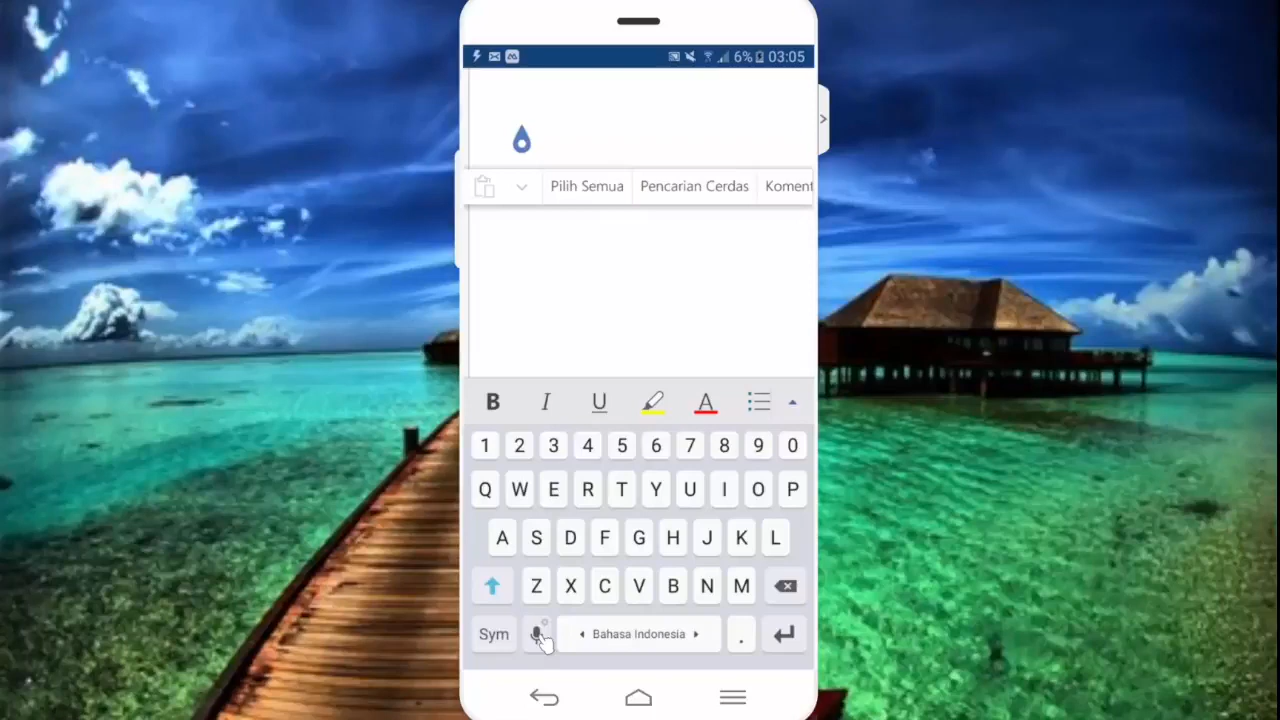 6% 03:05
Pilih Semua Pencarian Cerdas Koment
B I U A
1 2 3 4 5 6 7 8 9 0
Q W E R T Y U I O P
A S D F G H J K L
Z X C V B N M
Sym Bahasa Indonesia .